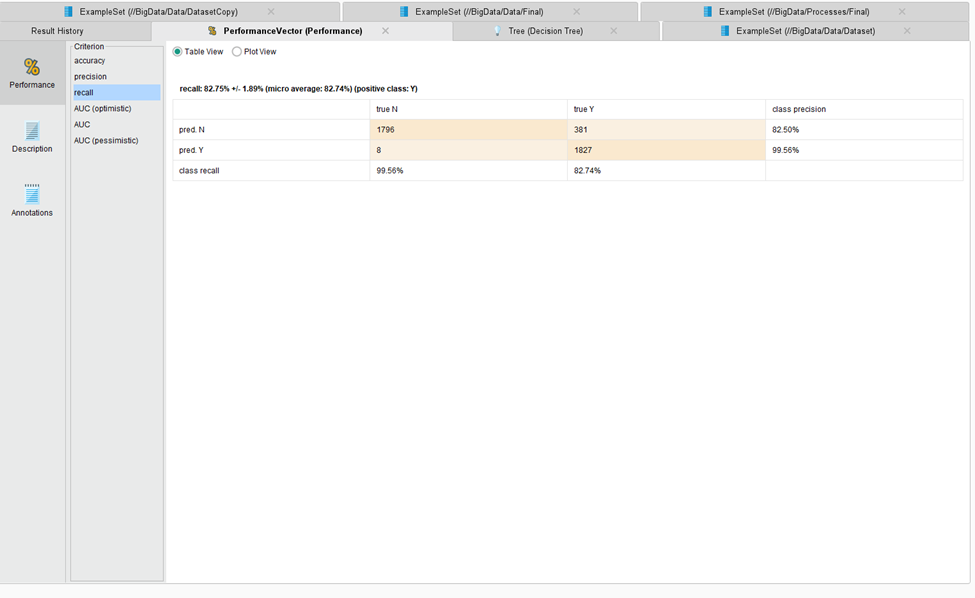 ExampleSet (//BigData/Data/DatasetCopy)
ExampleSet (//BigData/Data/Final)
ExampleSet (//BigData/Processes/Final)
Result History
PerformanceVector (Performance)
Tree (Decision Tree)
ExampleSet (//BigData/Data/Dataset)
%
Performance
Description
Annotations
Criterion
accuracy
precision
recall
AUC (optimistic)
AUC
AUC (pessimistic)
Table View Plot View
recall: 82.75% +/- 1.89% (micro average: 82.74%) (positive class: Y)
true N true Y class precision
pred. N 1796 381 82.50%
pred. Y 8 1827 99.56%
class recall 99.56% 82.74%